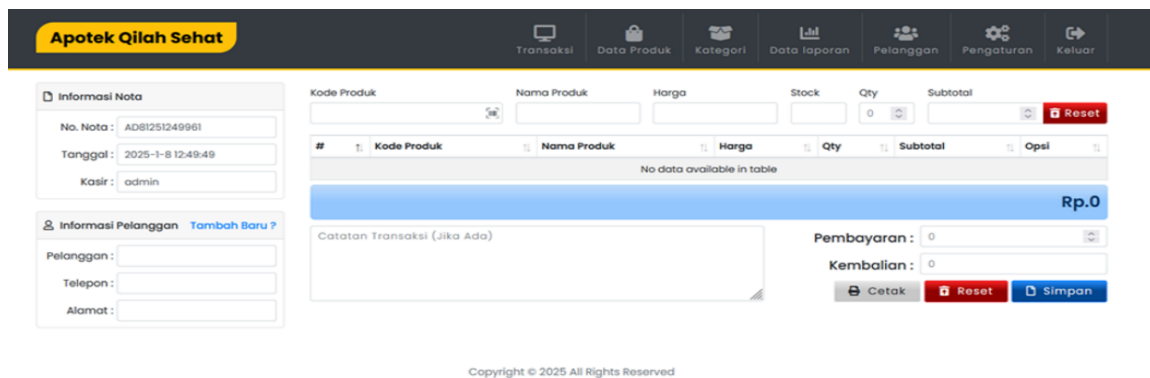 Apotek Qilah Sehat
Transaksi Data Produk Kategori Data laporan Pelanggan Pengaturan Keluar
Informasi Nota
No. Nota : AD81251249961
Tanggal : 2025-1-8 12:49:49
Kasir : admin
Informasi Pelanggan Tambah Baru ?
Pelanggan :
Telepon :
Alamat :
Kode Produk Nama Produk Harga Stock Qty Subtotal
0 Reset
# Kode Produk Nama Produk Harga Qty Subtotal Opsi
No data available in table
Rp.0
Catatan Transaksi (Jika Ada)
Pembayaran : 0
Kembalian : 0
Cetak Reset Simpan
Copyright © 2025 All Rights Reserved